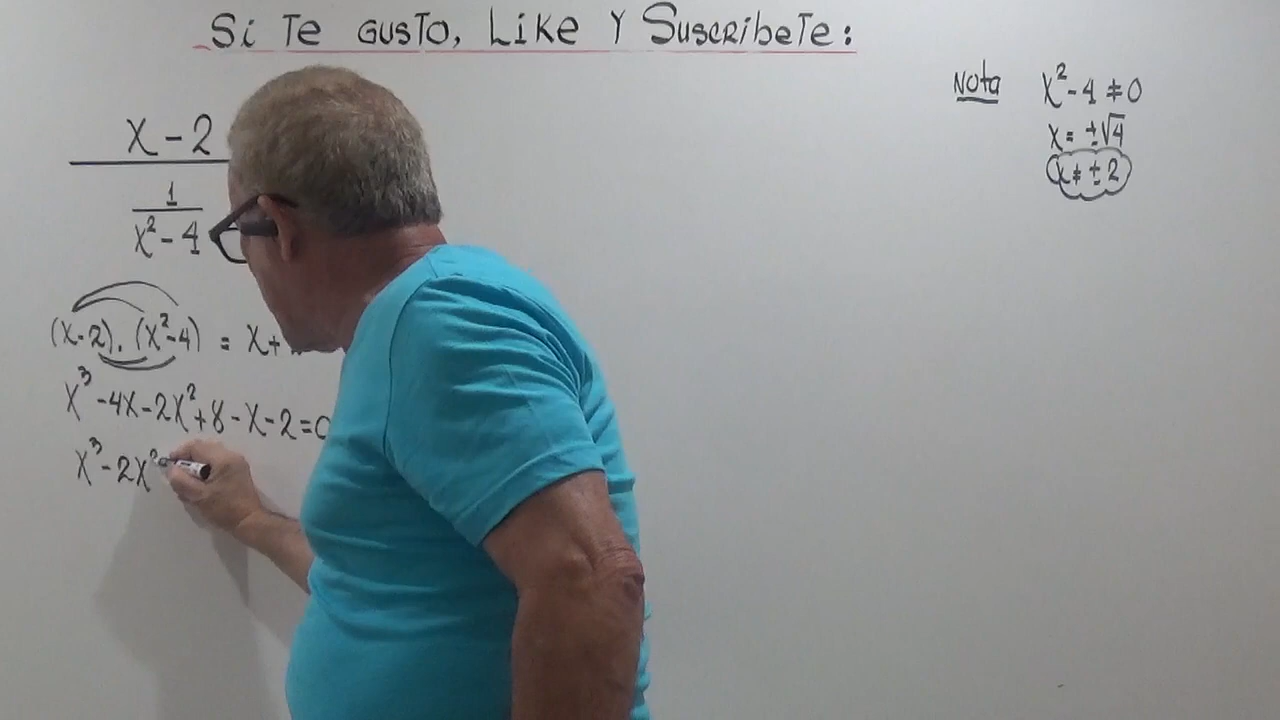 Si Te GUSTO, Like Y Suscribete:
Nota x² - 4 ≠ 0
x = ±√4
x ≠ ± 2
x - 2
1
x² - 4
(x-2).(x²-4) = x+
x³ - 4x - 2x² + 8 - x - 2 = 0
x³ - 2x²